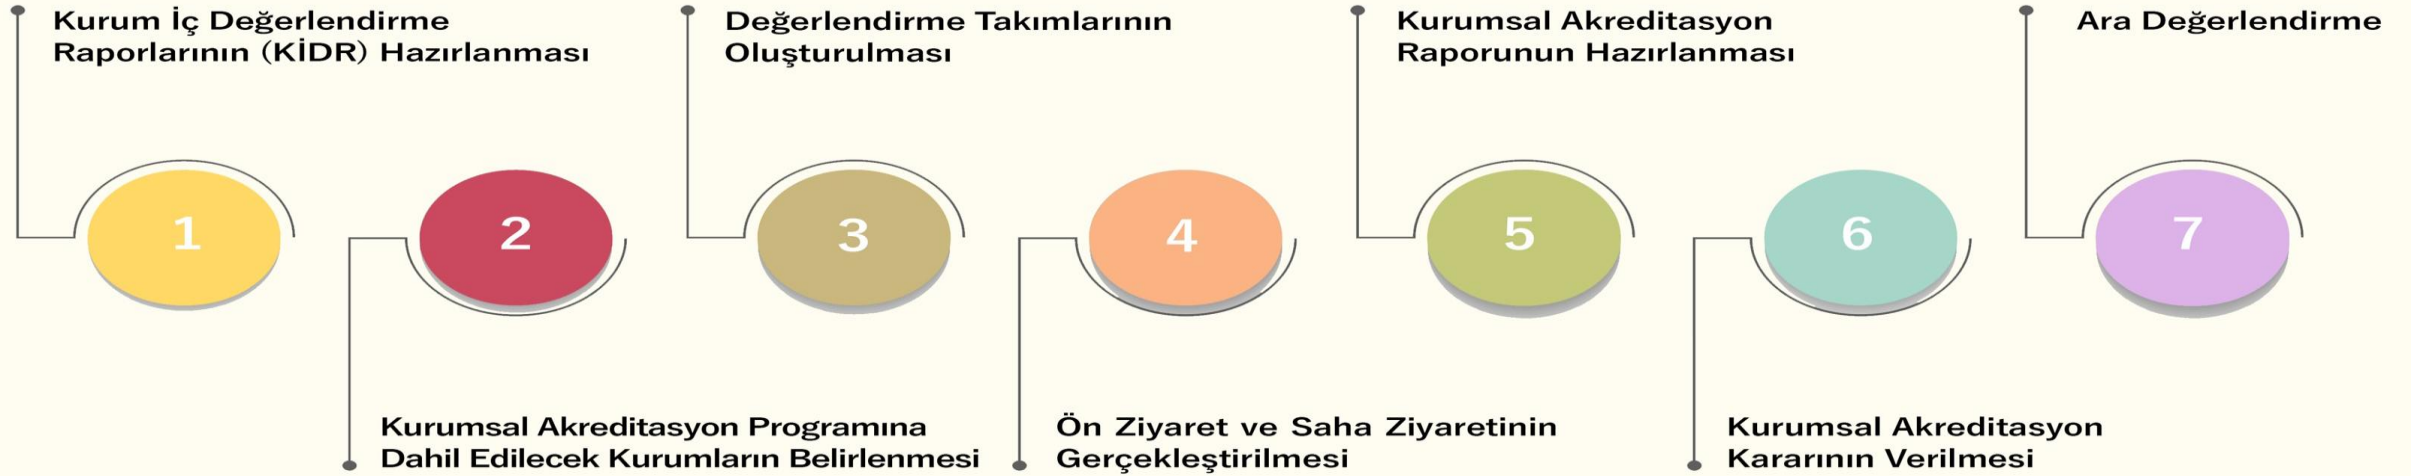 Kurum İç Değerlendirme
Raporlarının (KİDR) Hazırlanması
Değerlendirme Takımlarının
Oluşturulması
Kurumsal Akreditasyon
Raporunun Hazırlanması
Ara Değerlendirme
1
2
3
4
5
6
7
Kurumsal Akreditasyon Programına
Dahil Edilecek Kurumların Belirlenmesi
Ön Ziyaret ve Saha Ziyaretinin
Gerçekleştirilmesi
Kurumsal Akreditasyon
Kararının Verilmesi